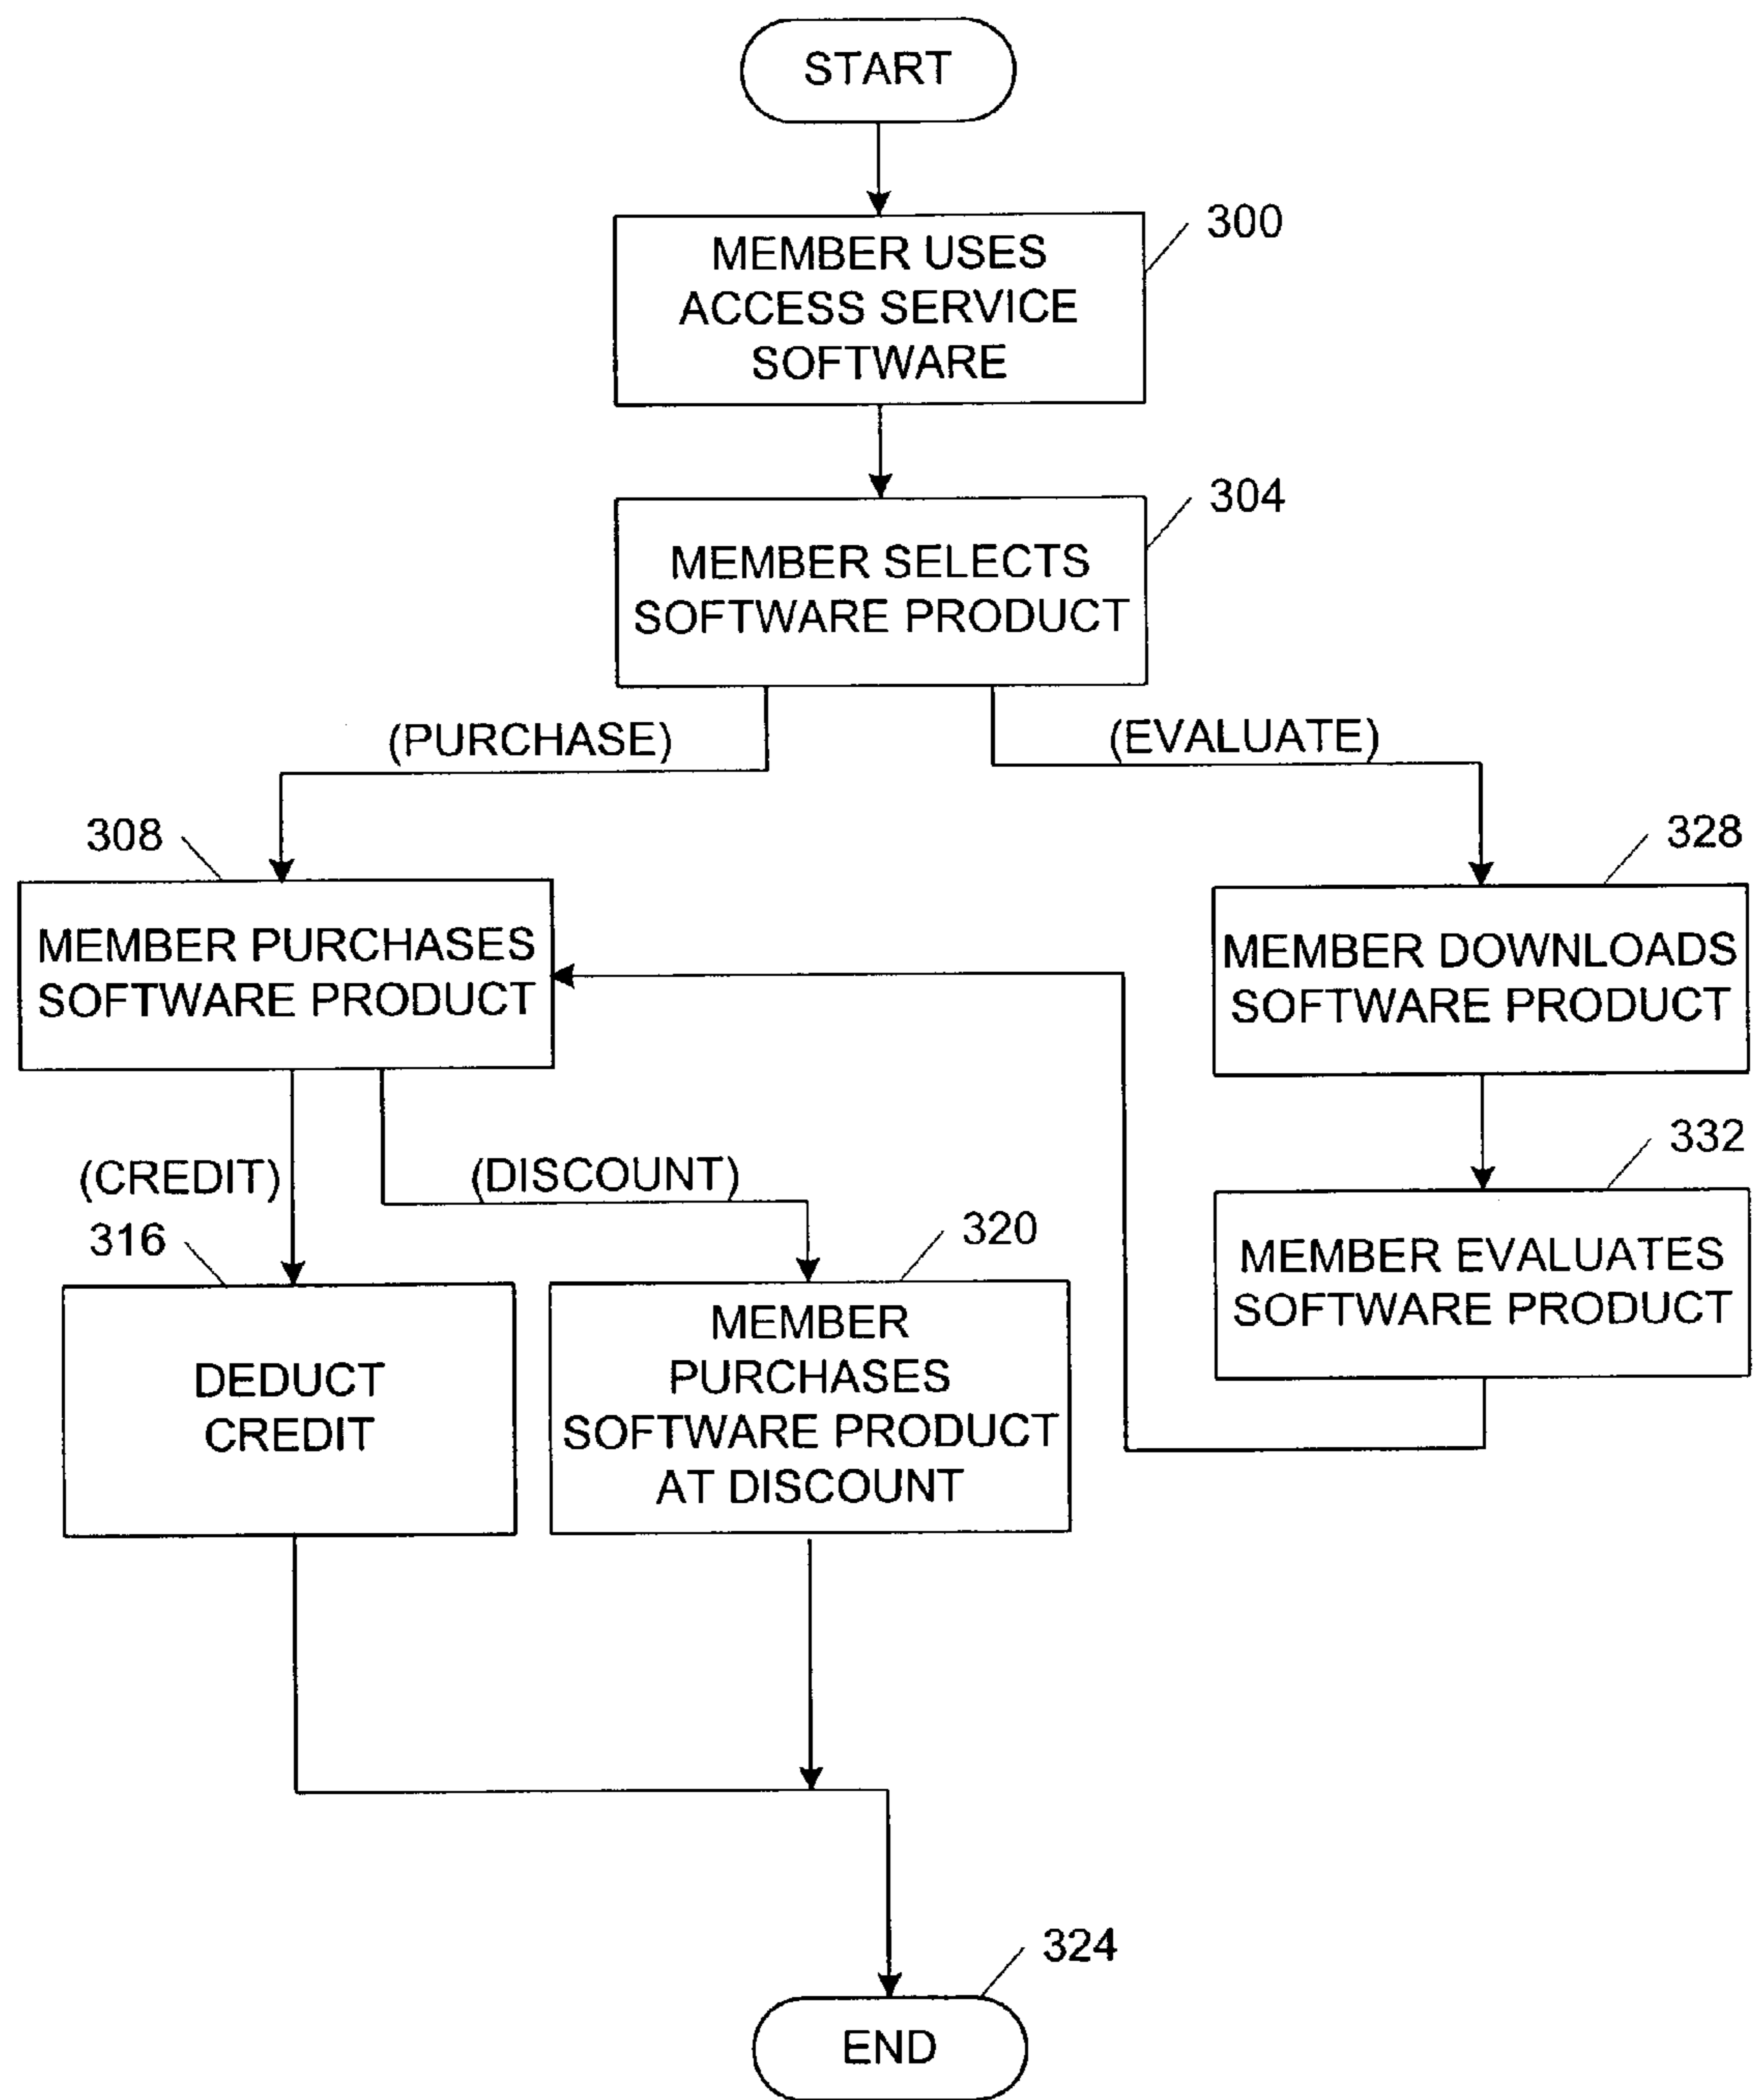 START
300
MEMBER USES
ACCESS SERVICE
SOFTWARE
304
MEMBER SELECTS
SOFTWARE PRODUCT
(PURCHASE)
(EVALUATE)
308
MEMBER PURCHASES
SOFTWARE PRODUCT
328
MEMBER DOWNLOADS
SOFTWARE PRODUCT
(CREDIT)
(DISCOUNT)
332
MEMBER EVALUATES
SOFTWARE PRODUCT
316
DEDUCT
CREDIT
320
MEMBER
PURCHASES
SOFTWARE PRODUCT
AT DISCOUNT
324
END